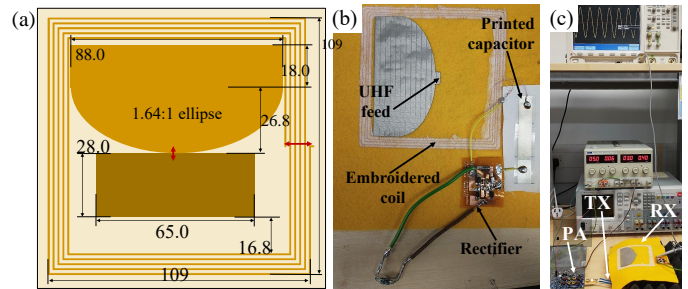 (a)
109
88.0
18.0
1.64:1 ellipse
26.8
28.0
65.0
16.8
109
(b)
Printed
capacitor
UHF
feed
Embroidered
coil
Rectifier
(c)
TX
RX
PA